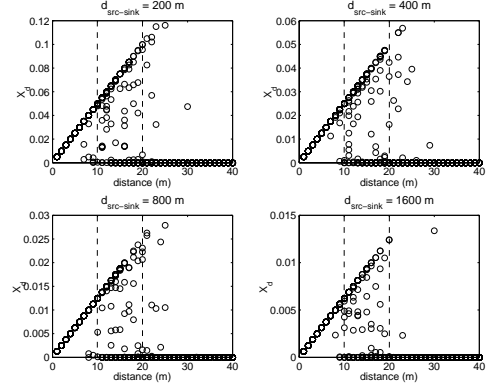 d_src-sink = 200 m
0.12
0.1
0.08
0.06
0.04
0.02
0
X_d
0 10 20 30 40
distance (m)
d_src-sink = 400 m
0.06
0.05
0.04
0.03
0.02
0.01
0
X_d
0 10 20 30 40
distance (m)
d_src-sink = 800 m
0.03
0.025
0.02
0.015
0.01
0.005
0
X_d
0 10 20 30 40
distance (m)
d_src-sink = 1600 m
0.015
0.01
0.005
0
X_d
0 10 20 30 40
distance (m)